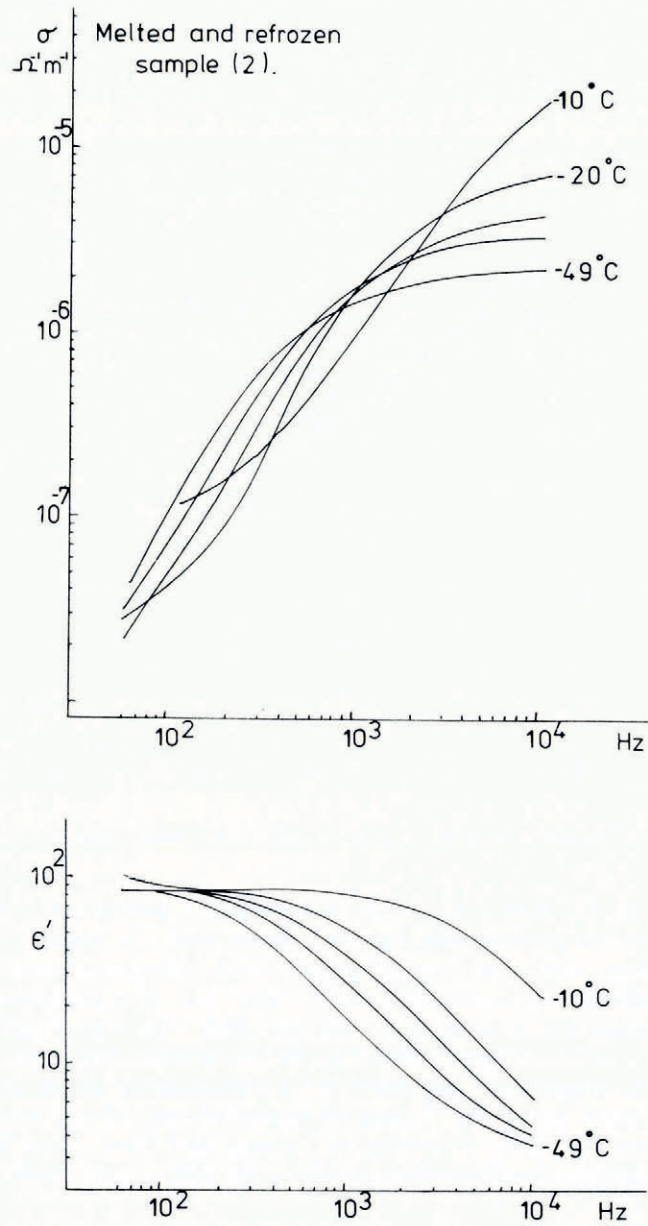 σ Melted and refrozen
Ω⁻¹m⁻¹ sample (2).
-10°C
10⁻⁵
-20°C
-49°C
10⁻⁶
10⁻⁷
10² 10³ 10⁴ Hz
10²
ϵ′
-10°C
10
-49°C
10² 10³ 10⁴ Hz